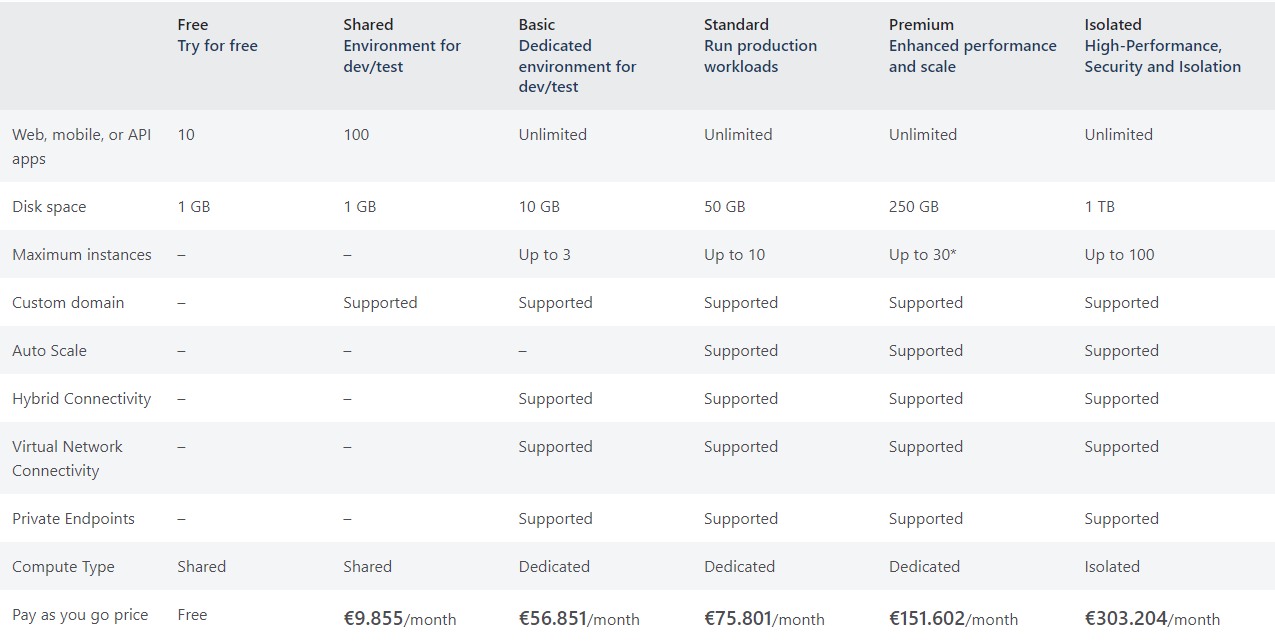 Free Shared Basic Standard Premium Isolated
Try for free Environment for Dedicated Run production Enhanced performance High-Performance,
dev/test environment for workloads and scale Security and Isolation
dev/test
Web, mobile, or API 10 100 Unlimited Unlimited Unlimited Unlimited
apps
Disk space 1 GB 1 GB 10 GB 50 GB 250 GB 1 TB
Maximum instances – – Up to 3 Up to 10 Up to 30* Up to 100
Custom domain – Supported Supported Supported Supported Supported
Auto Scale – – – Supported Supported Supported
Hybrid Connectivity – – Supported Supported Supported Supported
Virtual Network – – Supported Supported Supported Supported
Connectivity
Private Endpoints – – Supported Supported Supported Supported
Compute Type Shared Shared Dedicated Dedicated Dedicated Isolated
Pay as you go price Free €9.855/month €56.851/month €75.801/month €151.602/month €303.204/month